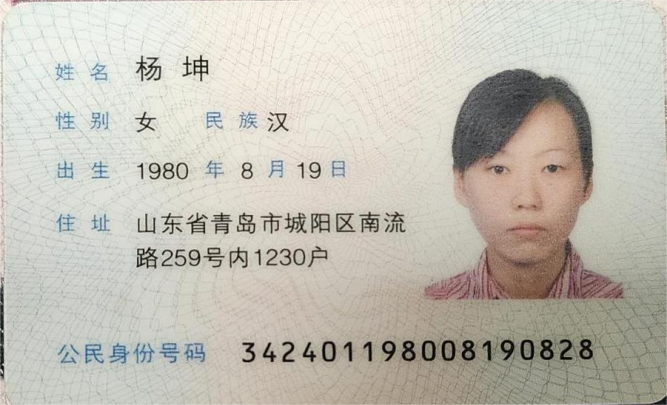 姓名 杨坤
性别 女 民族 汉
出生 1980 年 8 月 19 日
住址 山东省青岛市城阳区南流
路259号内1230户
公民身份号码 342401198008190828